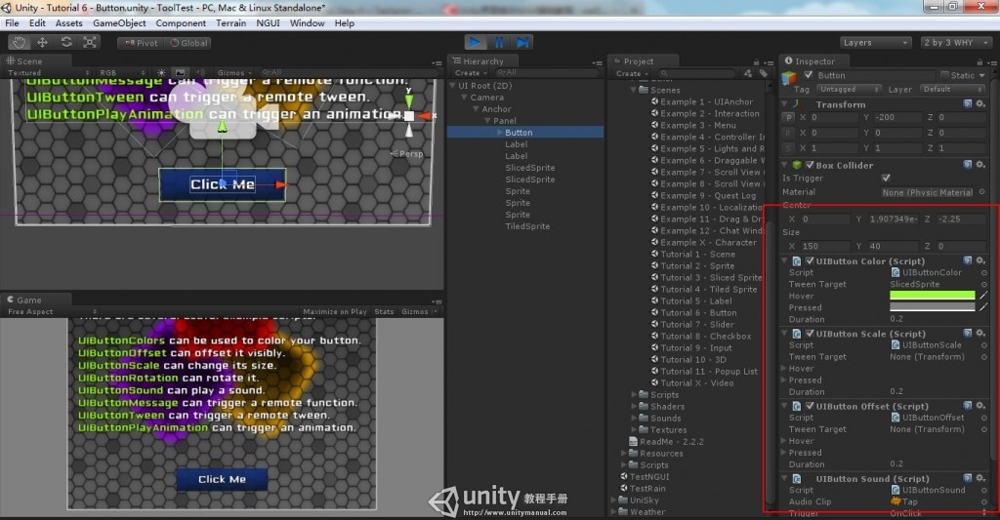 Unity - Tutorial 6 - Button.unity - ToolTest - PC, Mac & Linux Standalone*
File Edit Assets GameObject Component Terrain NGUI Window Help
Pivot Global Layers 2 by 3 WHY
Scene
Textured RGB Gizmos All
UIButtonMessage can trigger a remote function.
UIButtonTween can trigger a remote tween.
UIButtonPlayAnimation can trigger an animation.
y
x
Persp
Click Me
Game
Free Aspect Maximize on Play Stats Gizmos
UIButtonColors can be used to color your button.
UIButtonOffset can offset it visibly.
UIButtonScale can change its size.
UIButtonRotation can rotate it.
UIButtonSound can play a sound.
UIButtonMessage can trigger a remote function.
UIButtonTween can trigger a remote tween.
UIButtonPlayAnimation can trigger an animation.
Click Me
Hierarchy
Create All
UI Root (2D)
Camera
Anchor
Panel
Button
Label
Label
SlicedSprite
SlicedSprite
Sprite
Sprite
Sprite
TiledSprite
unity 教程手册
http://www.unitymanual.com
Project
Create
Scenes
Example 1 - UIAnchor
Example 2 - Interaction
Example 3 - Menu
Example 4 - Controller In
Example 5 - Lights and R
Example 6 - Draggable W
Example 7 - Scroll View
Example 8 - Scroll View
Example 9 - Quest Log
Example 10 - Localization
Example 11 - Drag & Dr
Example 12 - Chat Wind
Example X - Character
Tutorial 1 - Scene
Tutorial 2 - Sprite
Tutorial 3 - Sliced Sprite
Tutorial 4 - Tiled Sprite
Tutorial 5 - Label
Tutorial 6 - Button
Tutorial 7 - Slider
Tutorial 8 - Checkbox
Tutorial 9 - Input
Tutorial 10 - 3D
Tutorial 11 - Popup List
Tutorial X - Video
Scripts
Shaders
Sounds
Textures
ReadMe - 2.2.2
Resources
Scripts
TestNGUI
TestRain
UniSky
Weather
Inspector
Button Static
Tag Untagged Layer Default
Transform
P X 0 Y -200 Z 0
X 0 Y 0 Z 0
S X 1 Y 1 Z 1
Box Collider
Is Trigger
Material None (Physic Material
Center
X 0 Y 1.907349e- Z -2.25
Size
X 150 Y 40 Z 0
UIButton Color (Script)
Script UIButtonColor
Tween Target SlicedSprite
Hover
Pressed
Duration 0.2
UIButton Scale (Script)
Script UIButtonScale
Tween Target None (Transform)
Hover
Pressed
Duration 0.2
UIButton Offset (Script)
Script UIButtonOffset
Tween Target None (Transform)
Hover
Pressed
Duration 0.2
UIButton Sound (Script)
Script UIButtonSound
Audio Clip Tap
Trigger OnClick